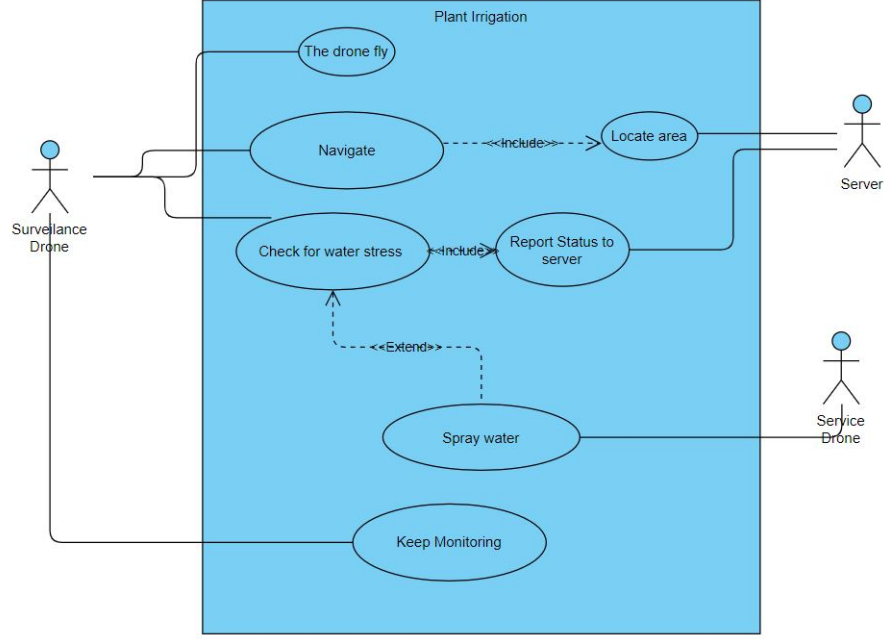 Plant Irrigation
The drone fly
Navigate
<<Include>>
Locate area
Server
Surveilance
Drone
Check for water stress
<<Include>>
Report Status to
server
<<Extend>>
Service
Drone
Spray water
Keep Monitoring